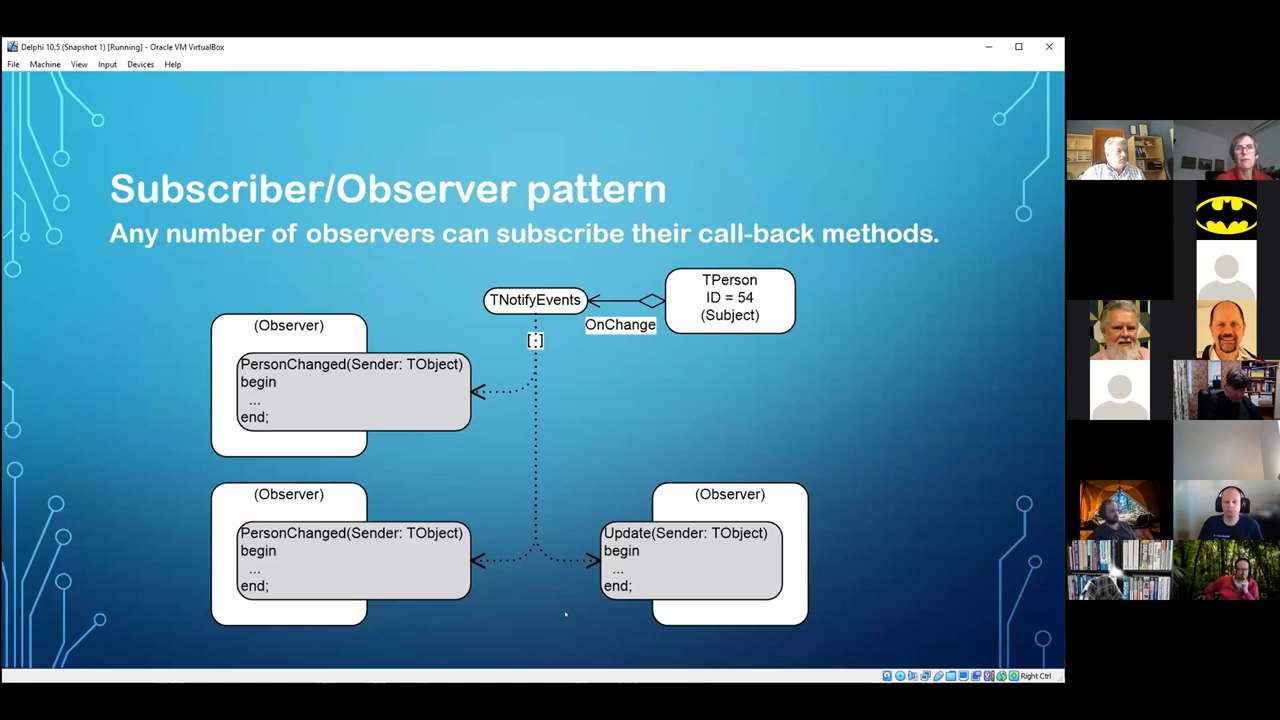 Delphi 10.5 (Snapshot 1) [Running] - Oracle VM VirtualBox
File Machine View Input Devices Help
Subscriber/Observer pattern
Any number of observers can subscribe their call-back methods.
TNotifyEvents
TPerson
ID = 54
(Subject)
OnChange
[:]
(Observer)
PersonChanged(Sender: TObject)
begin
...
end;
(Observer)
PersonChanged(Sender: TObject)
begin
...
end;
(Observer)
Update(Sender: TObject)
begin
...
end;
Right Ctrl